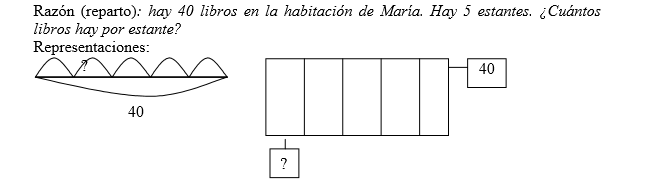 Razón (reparto): hay 40 libros en la habitación de María. Hay 5 estantes. ¿Cuántos
libros hay por estante?
Representaciones:
?
40
40
?